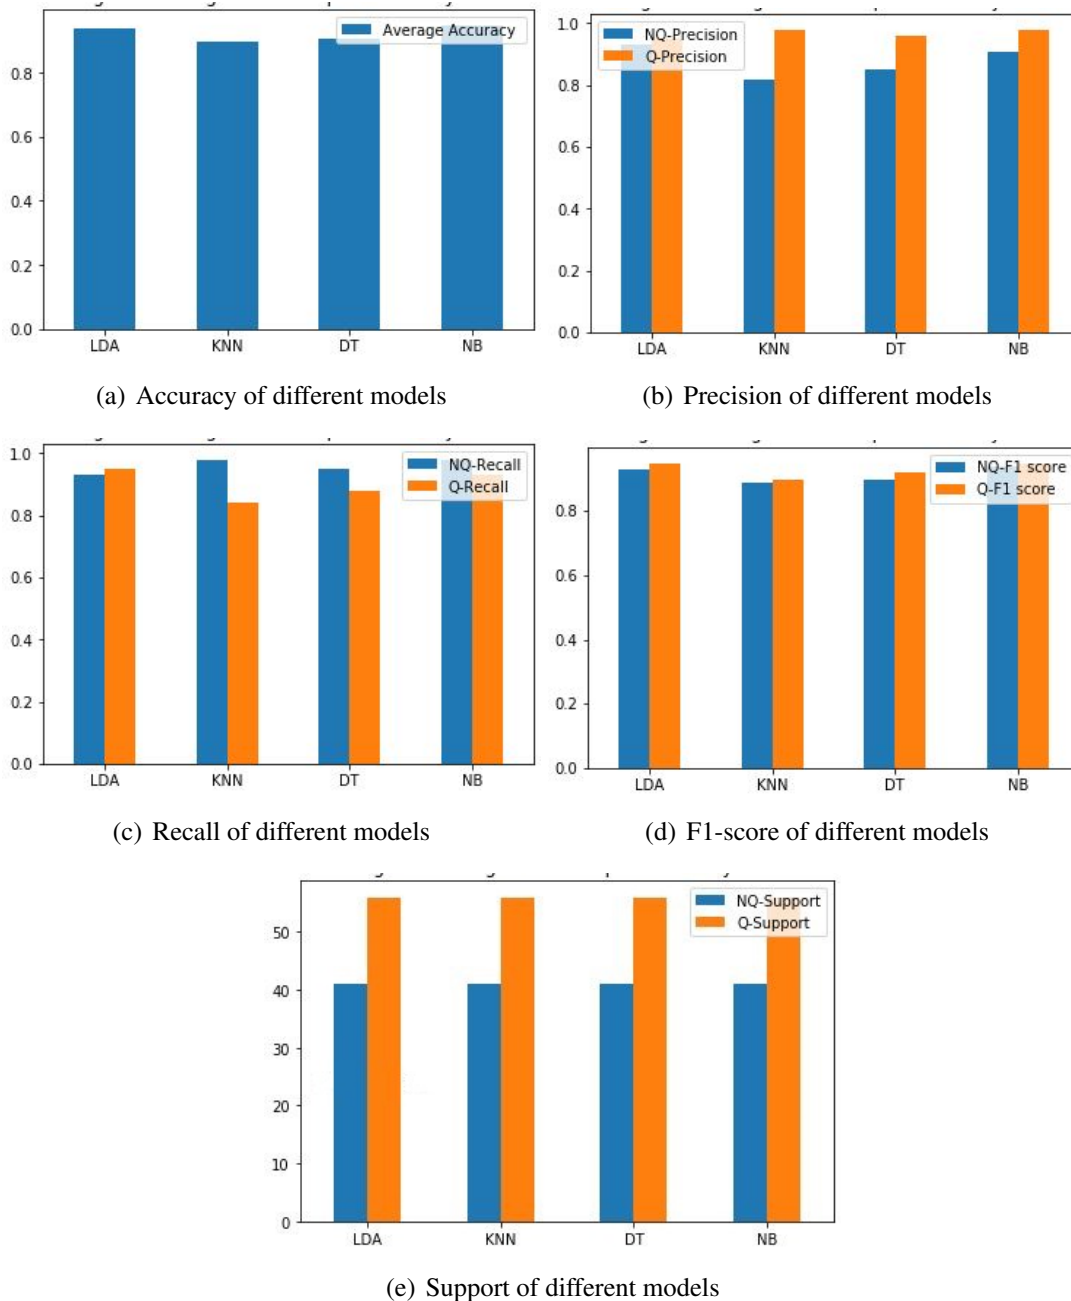 Average Accuracy
0.8
0.6
0.4
0.2
0.0
LDA KNN DT NB
(a) Accuracy of different models
NQ-Precision
Q-Precision
1.0
0.8
0.6
0.4
0.2
0.0
LDA KNN DT NB
(b) Precision of different models
NQ-Recall
Q-Recall
1.0
0.8
0.6
0.4
0.2
0.0
LDA KNN DT NB
(c) Recall of different models
NQ-F1 score
Q-F1 score
0.8
0.6
0.4
0.2
0.0
LDA KNN DT NB
(d) F1-score of different models
NQ-Support
Q-Support
50
40
30
20
10
0
LDA KNN DT NB
(e) Support of different models